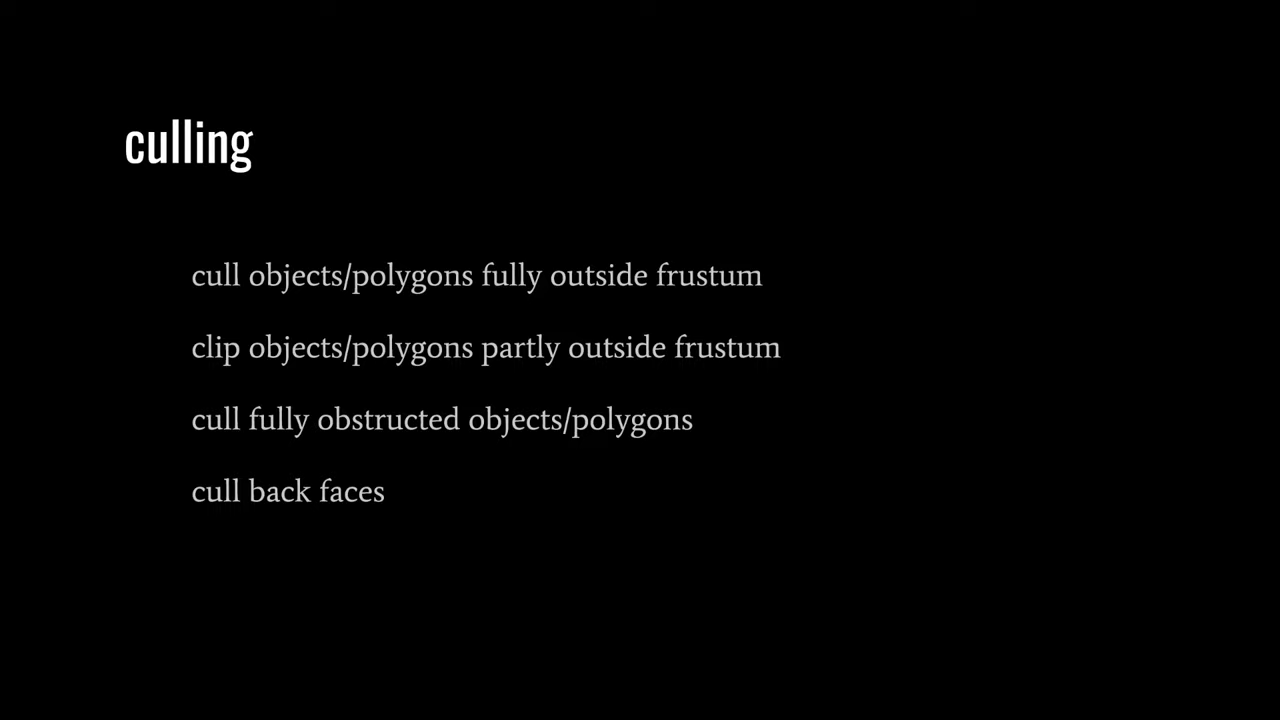 culling
cull objects/polygons fully outside frustum
clip objects/polygons partly outside frustum
cull fully obstructed objects/polygons
cull back faces